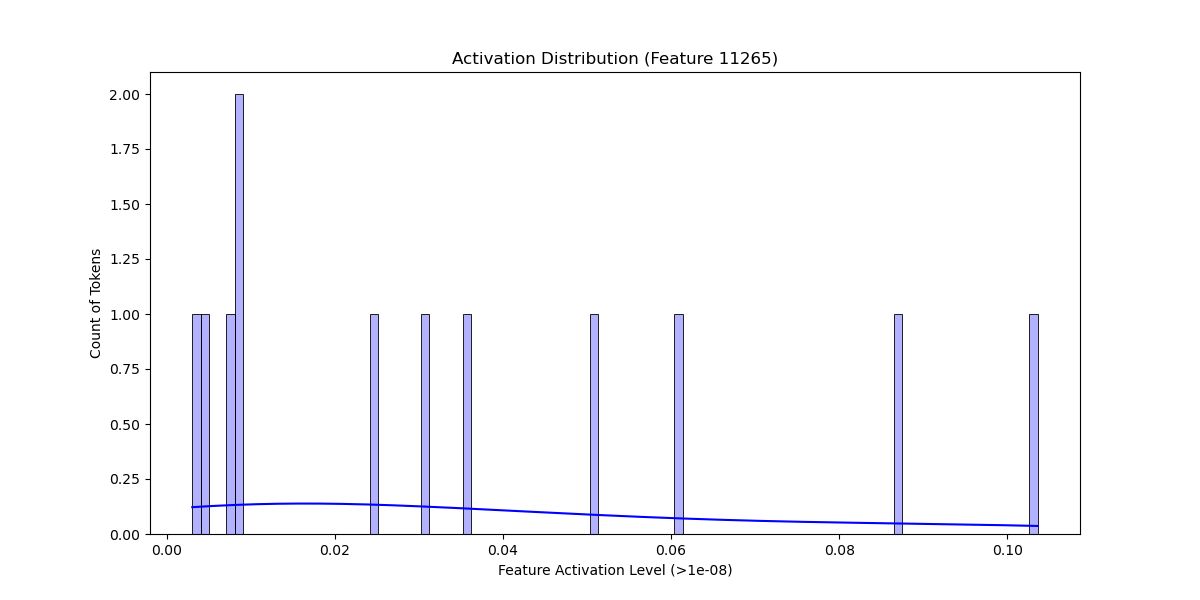 Activation Distribution (Feature 11265)
2.00
1.75
1.50
1.25
1.00
0.75
0.50
0.25
0.00
Count of Tokens
0.00 0.02 0.04 0.06 0.08 0.10
Feature Activation Level (>1e-08)